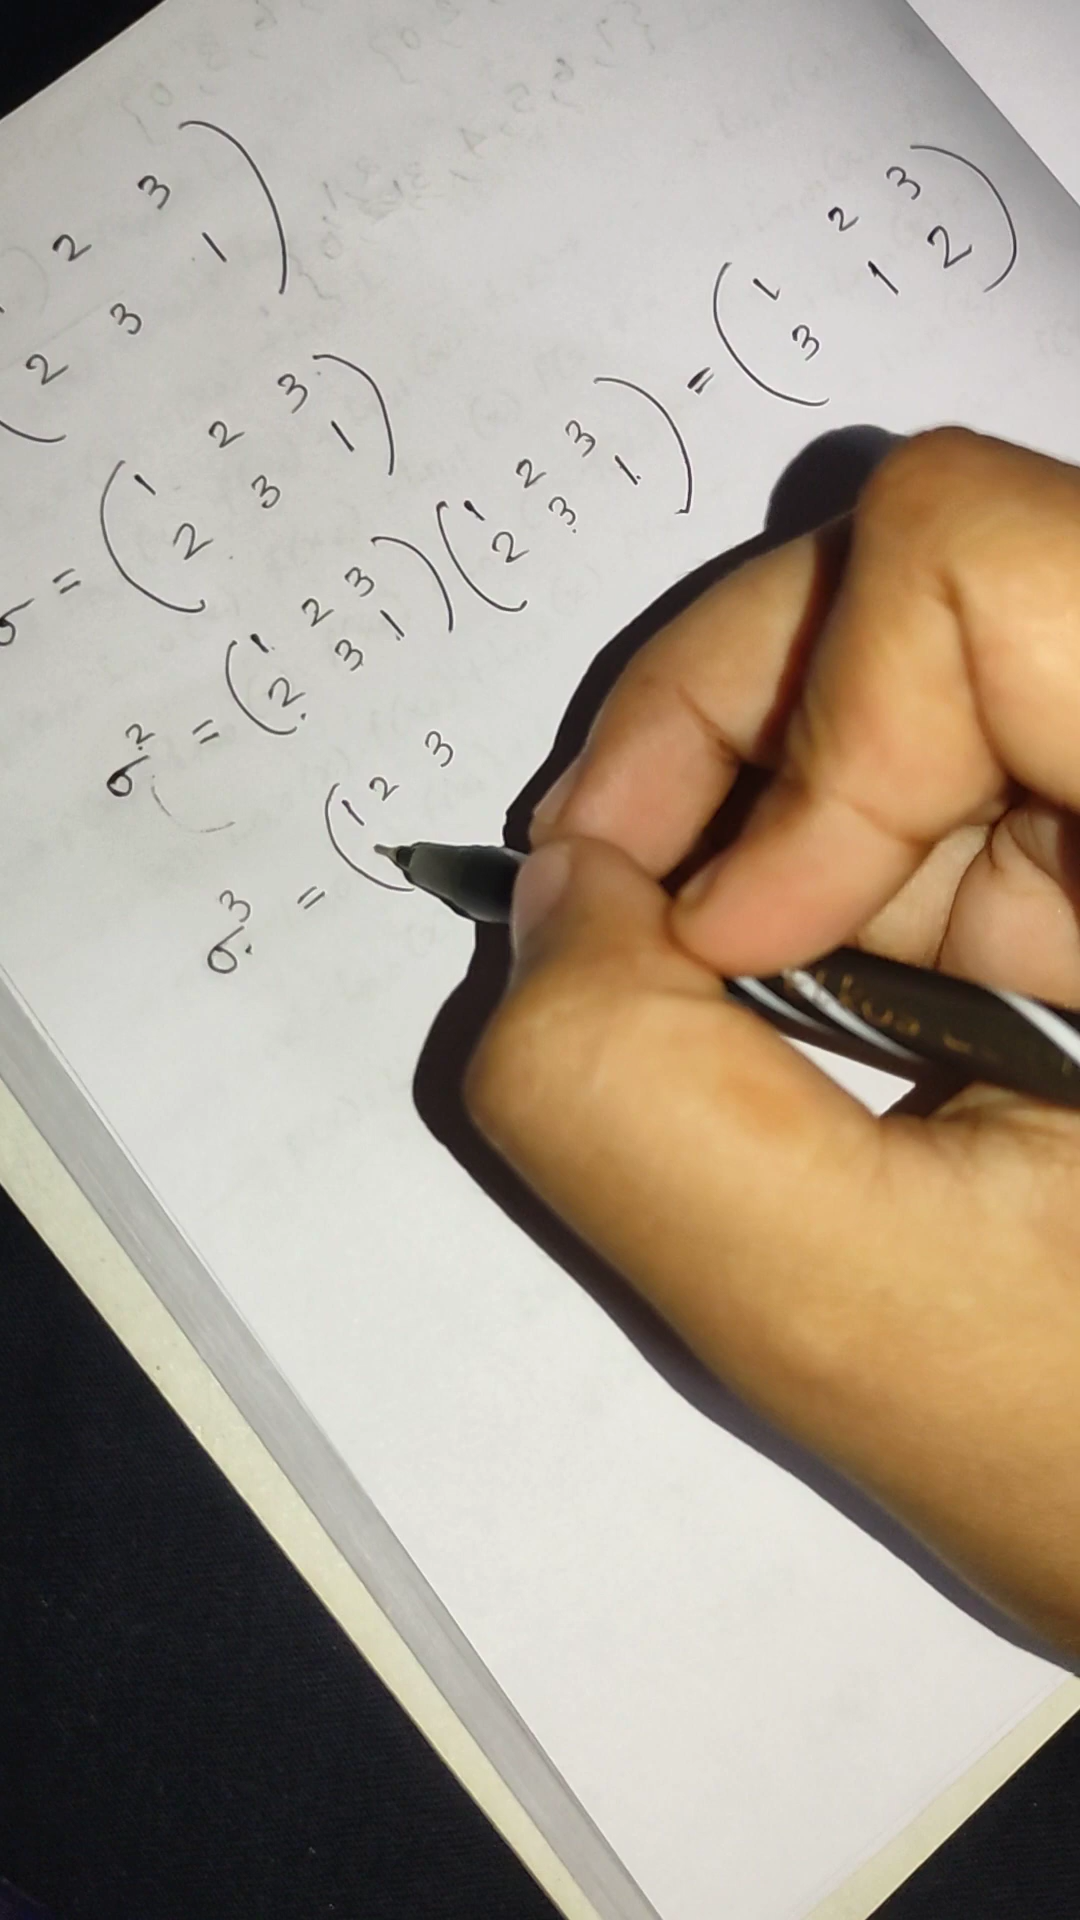 2 3
2 3 1 )
σ = ( 1 2 3
2 3 1 )
σ² = ( 1 2 3
2 3 1 ) ( 1 2 3
2 3 1 ) = ( 1 2 3
3 1 2 )
σ³ = ( 1 2 3